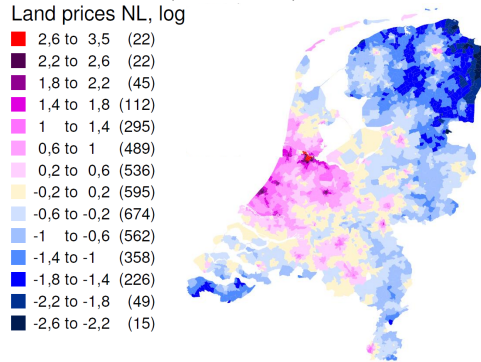 Land prices NL, log
2,6 to 3,5 (22)
2,2 to 2,6 (22)
1,8 to 2,2 (45)
1,4 to 1,8 (112)
1 to 1,4 (295)
0,6 to 1 (489)
0,2 to 0,6 (536)
-0,2 to 0,2 (595)
-0,6 to -0,2 (674)
-1 to -0,6 (562)
-1,4 to -1 (358)
-1,8 to -1,4 (226)
-2,2 to -1,8 (49)
-2,6 to -2,2 (15)